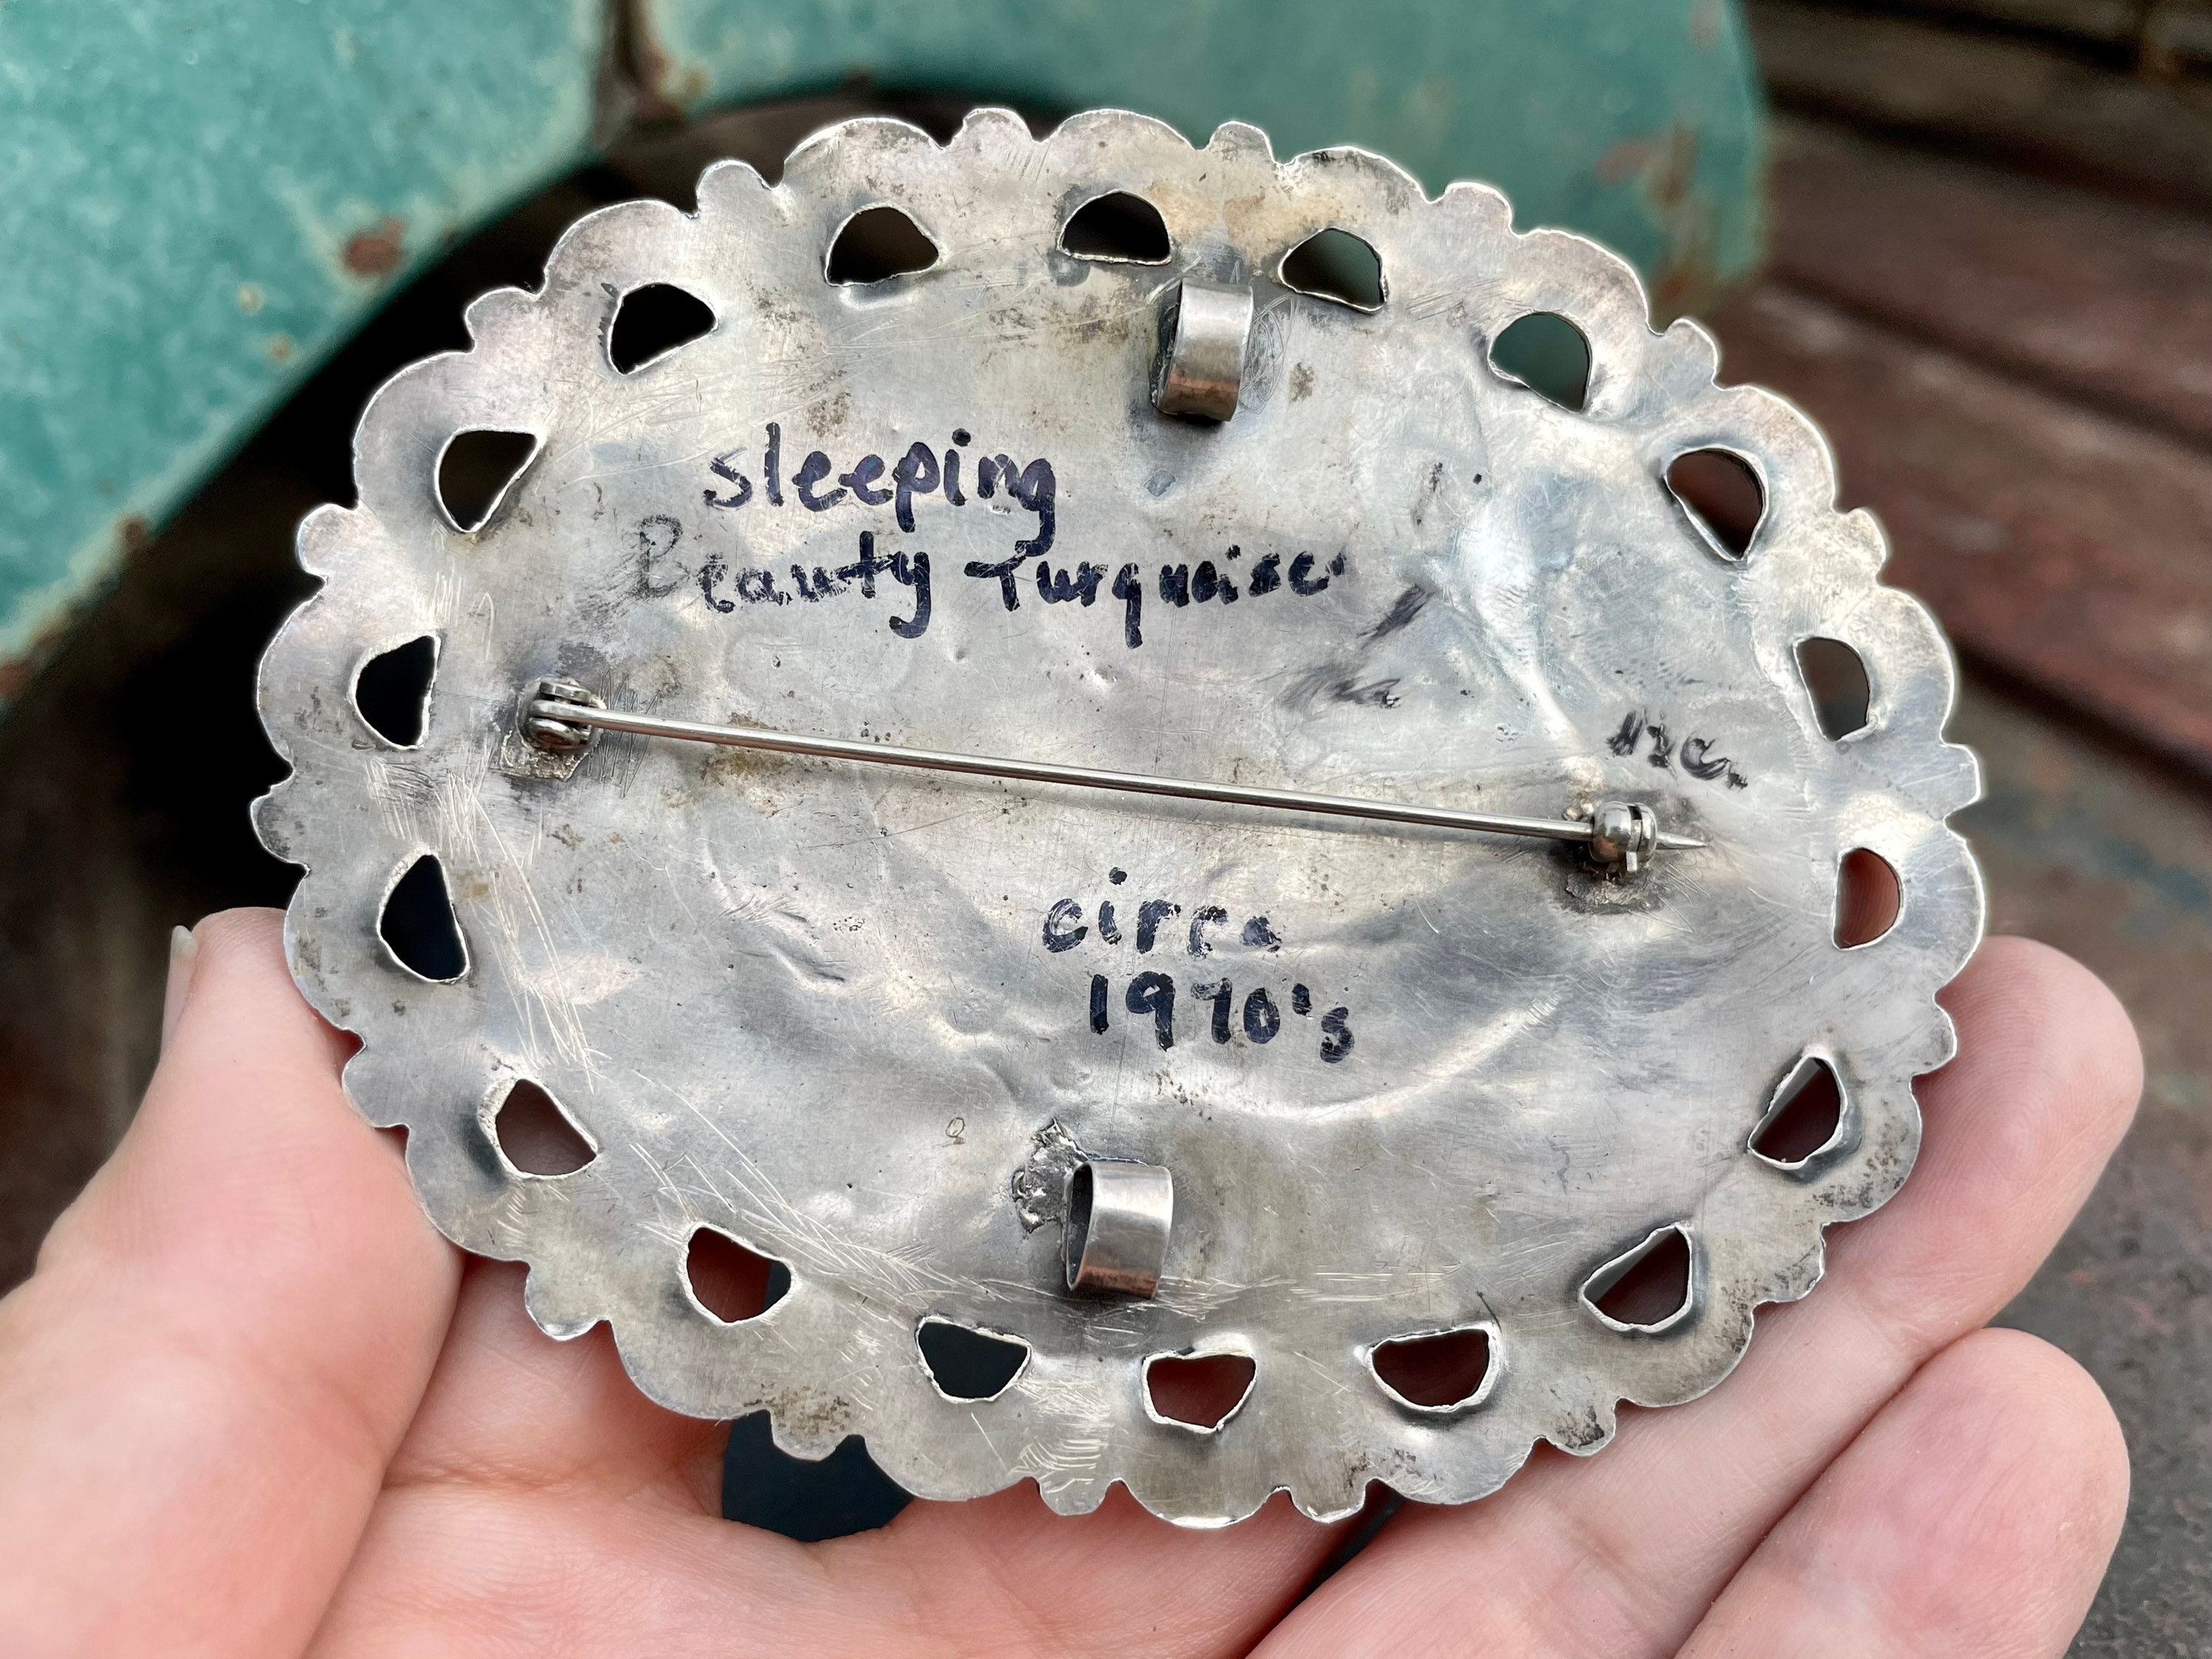 sleeping
Beauty Turquoise
circa
1970's